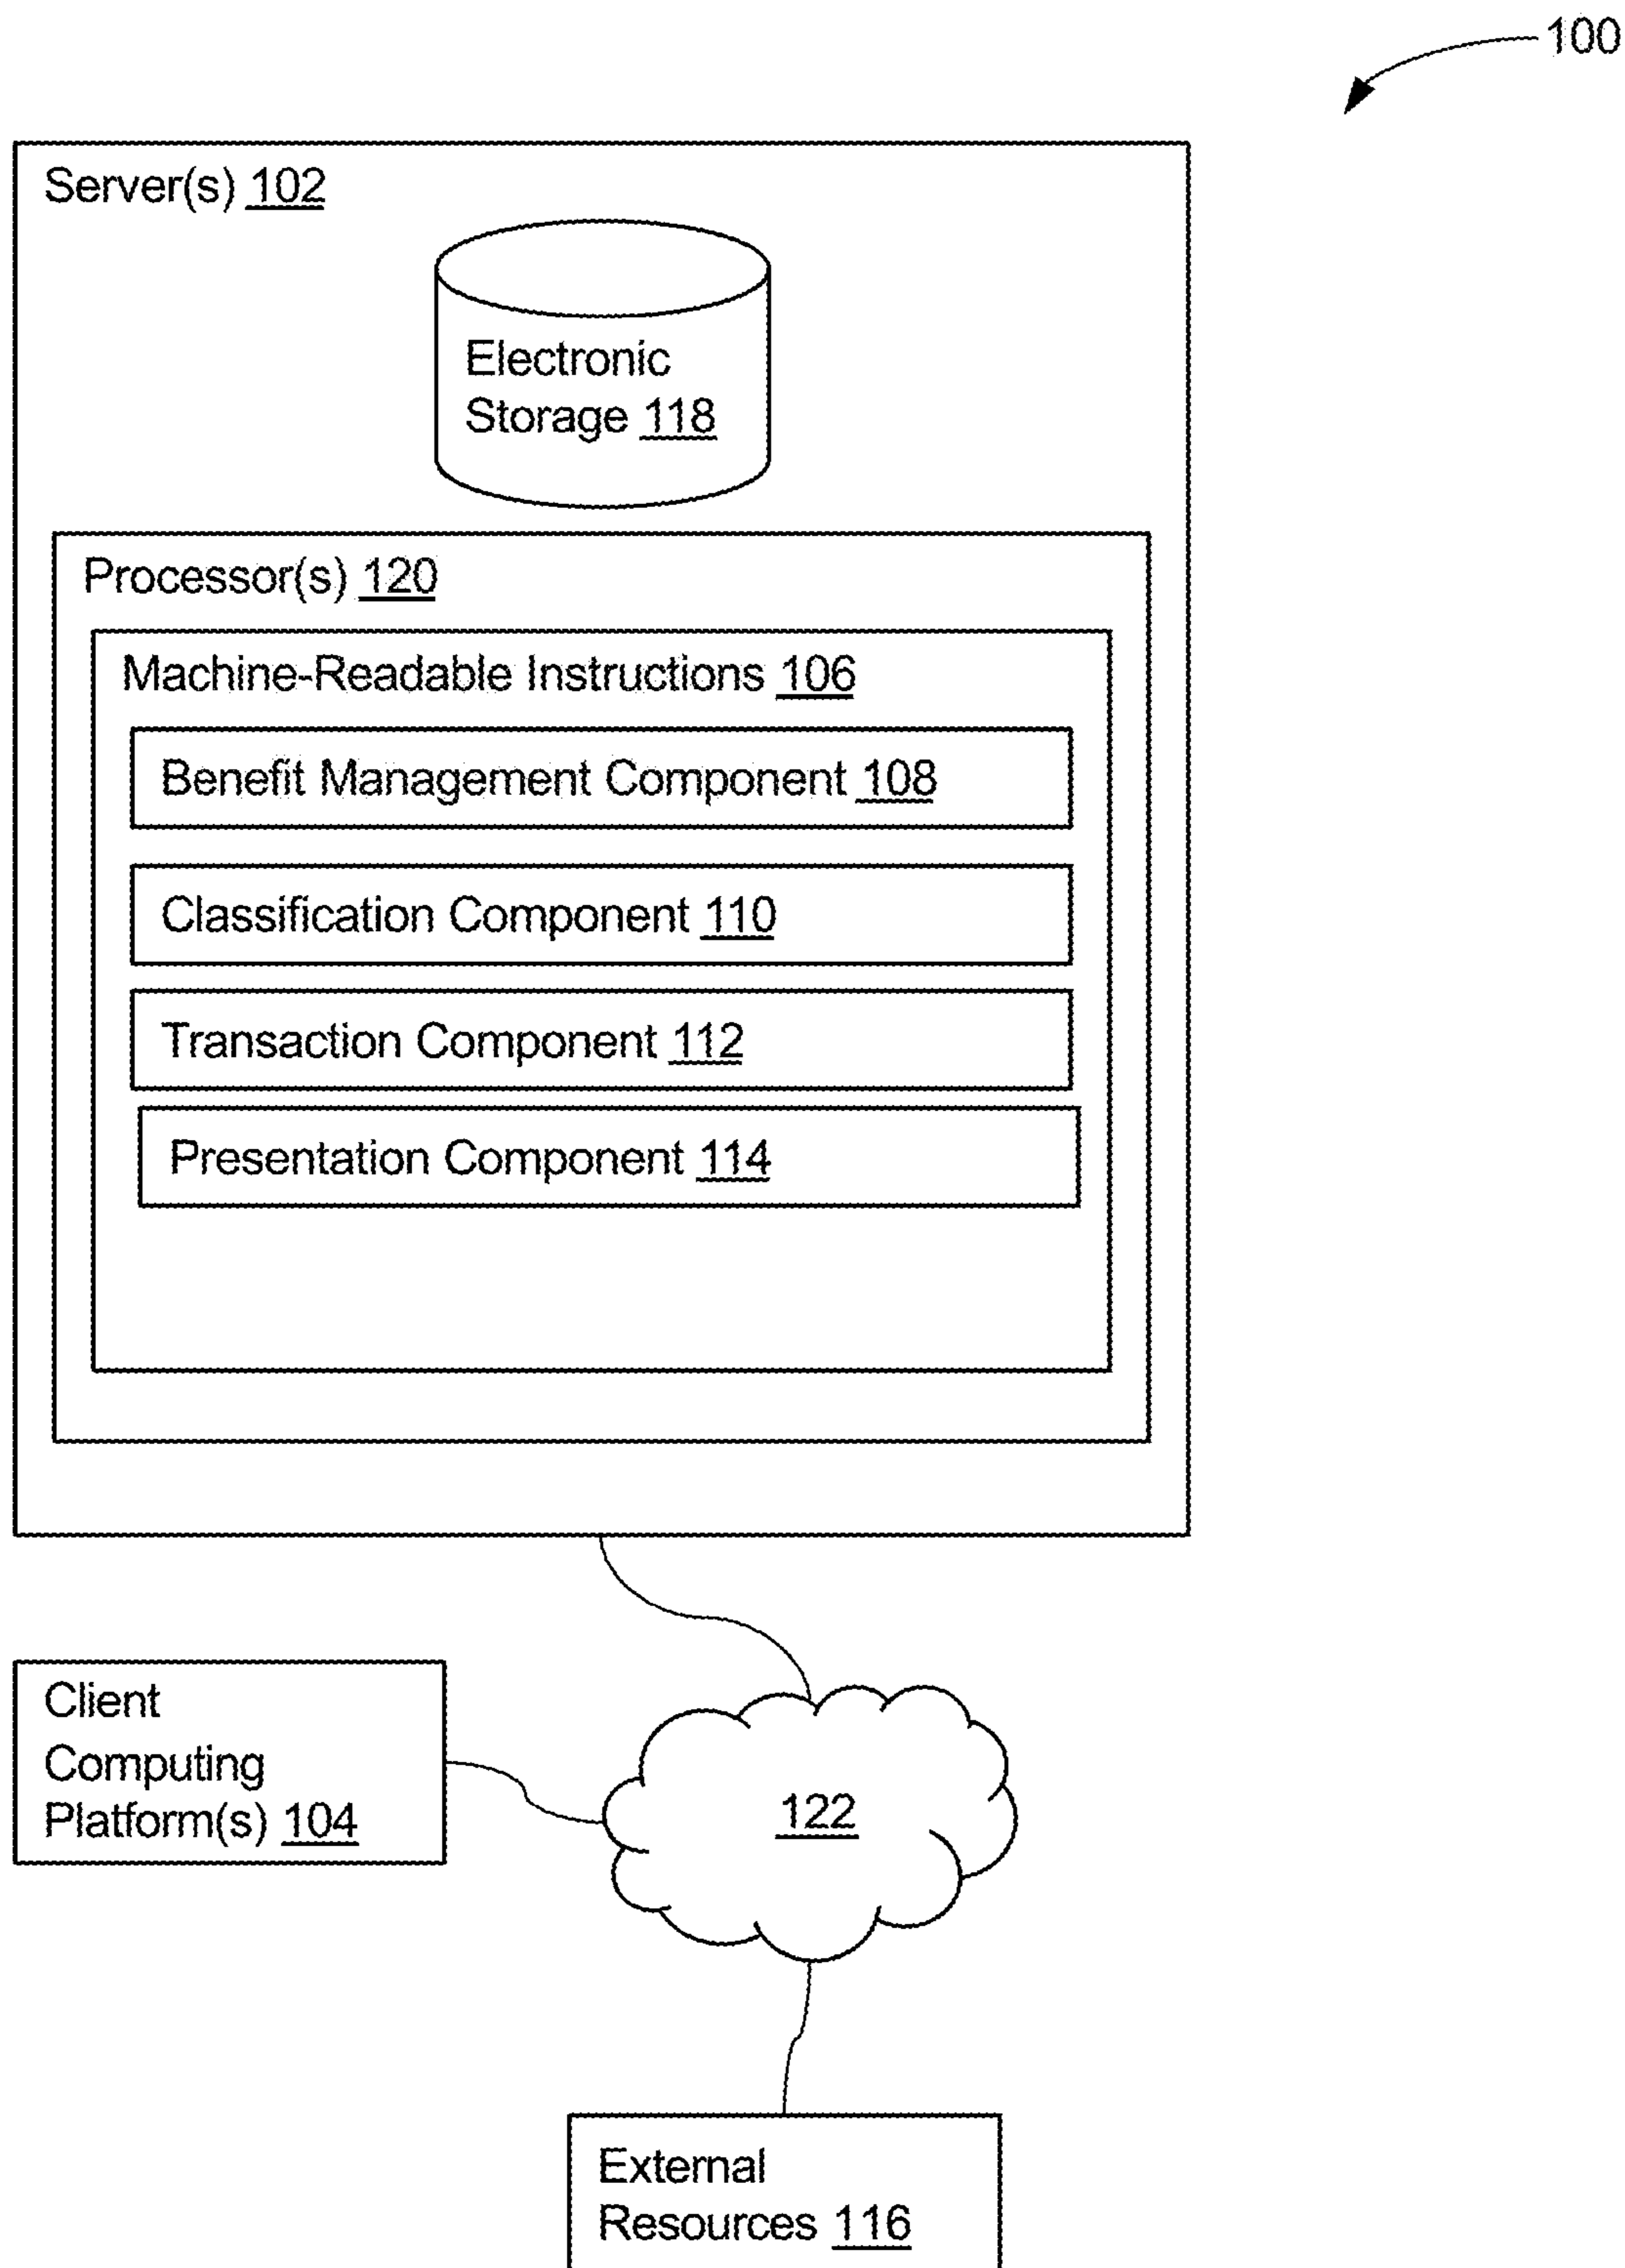 100
Server(s) 102
Electronic
Storage 118
Processor(s) 120
Machine-Readable Instructions 106
Benefit Management Component 108
Classification Component 110
Transaction Component 112
Presentation Component 114
Client
Computing
Platform(s) 104
122
External
Resources 116